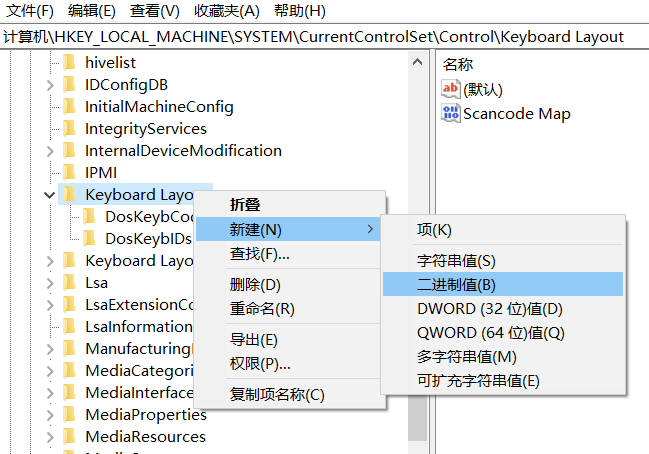 文件(F) 编辑(E) 查看(V) 收藏夹(A) 帮助(H)
计算机\HKEY_LOCAL_MACHINE\SYSTEM\CurrentControlSet\Control\Keyboard Layout
hivelist
IDConfigDB
InitialMachineConfig
IntegrityServices
InternalDeviceModification
IPMI
Keyboard Layou
DosKeybCod
DosKeybIDs
Keyboard Layou
Lsa
LsaExtensionCo
LsaInformation
Manufacturing
MediaCategori
MediaInterface
MediaProperties
MediaResources
名称
(默认)
Scancode Map
折叠
新建(N)
查找(F)...
删除(D)
重命名(R)
导出(E)
权限(P)...
复制项名称(C)
项(K)
字符串值(S)
二进制值(B)
DWORD (32 位)值(D)
QWORD (64 位)值(Q)
多字符串值(M)
可扩充字符串值(E)